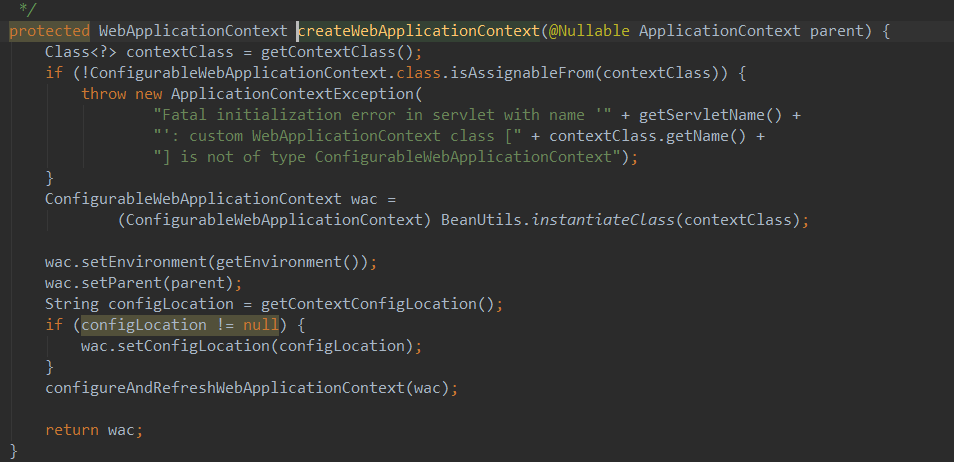 */
protected WebApplicationContext createWebApplicationContext(@Nullable ApplicationContext parent) {
Class<?> contextClass = getContextClass();
if (!ConfigurableWebApplicationContext.class.isAssignableFrom(contextClass)) {
throw new ApplicationContextException(
"Fatal initialization error in servlet with name '" + getServletName() +
"': custom WebApplicationContext class [" + contextClass.getName() +
"] is not of type ConfigurableWebApplicationContext");
}
ConfigurableWebApplicationContext wac =
(ConfigurableWebApplicationContext) BeanUtils.instantiateClass(contextClass);
wac.setEnvironment(getEnvironment());
wac.setParent(parent);
String configLocation = getContextConfigLocation();
if (configLocation != null) {
wac.setConfigLocation(configLocation);
}
configureAndRefreshWebApplicationContext(wac);
return wac;
}